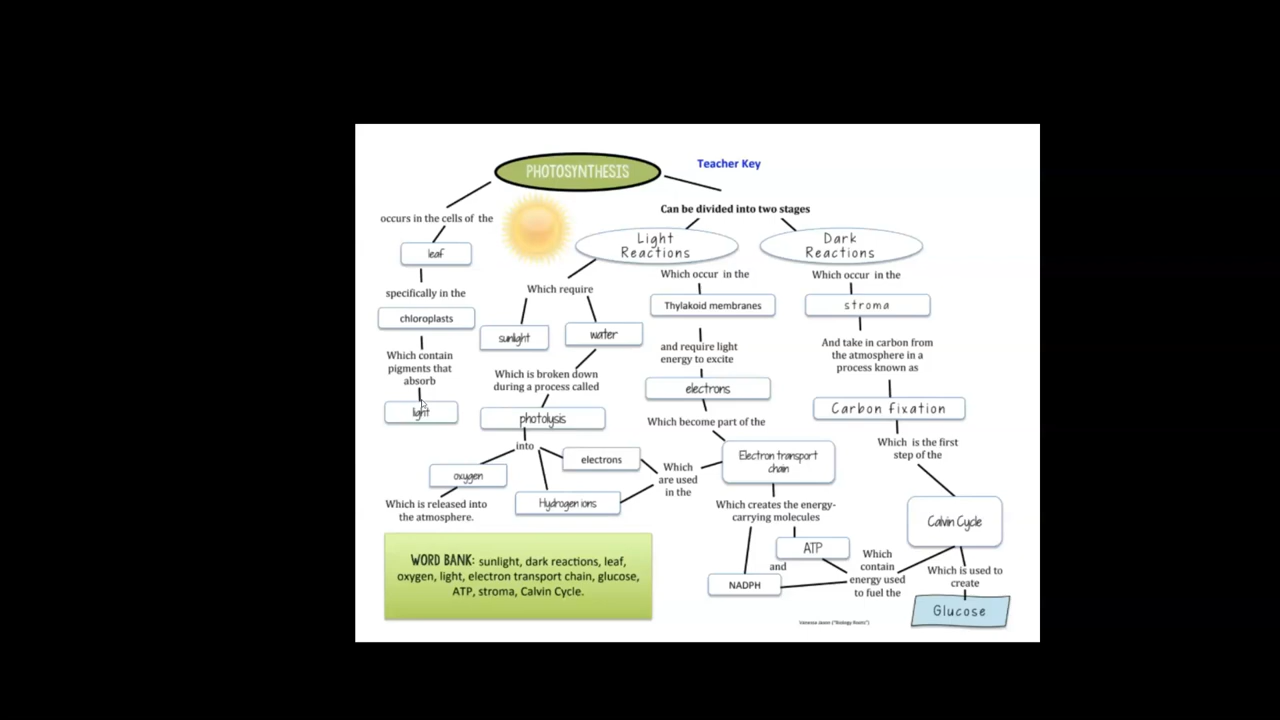 PHOTOSYNTHESIS
Teacher Key
occurs in the cells of the
leaf
specifically in the
chloroplasts
Which contain
pigments that
absorb
light
Can be divided into two stages
Light
Reactions
Which require
sunlight
water
Which is broken down
during a process called
photolysis
into
oxygen
Which is released into
the atmosphere.
electrons
Hydrogen ions
Which
are used
in the
Which occur in the
Thylakoid membranes
and require light
energy to excite
electrons
Which become part of the
Electron transport
chain
Which creates the energy-
carrying molecules
ATP
and
NADPH
Which
contain
energy used
to fuel the
Dark
Reactions
Which occur in the
stroma
And take in carbon from
the atmosphere in a
process known as
Carbon fixation
Which is the first
step of the
Calvin Cycle
Which is used to
create
Glucose
WORD BANK: sunlight, dark reactions, leaf,
oxygen, light, electron transport chain, glucose,
ATP, stroma, Calvin Cycle.